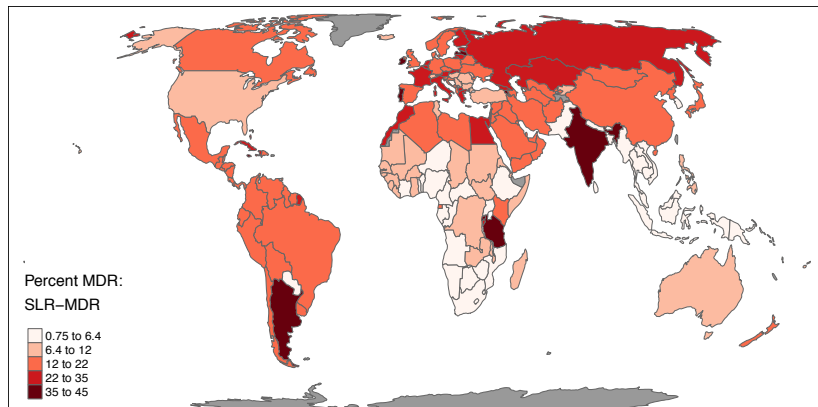 Percent MDR:
SLR−MDR
0.75 to 6.4
6.4 to 12
12 to 22
22 to 35
35 to 45